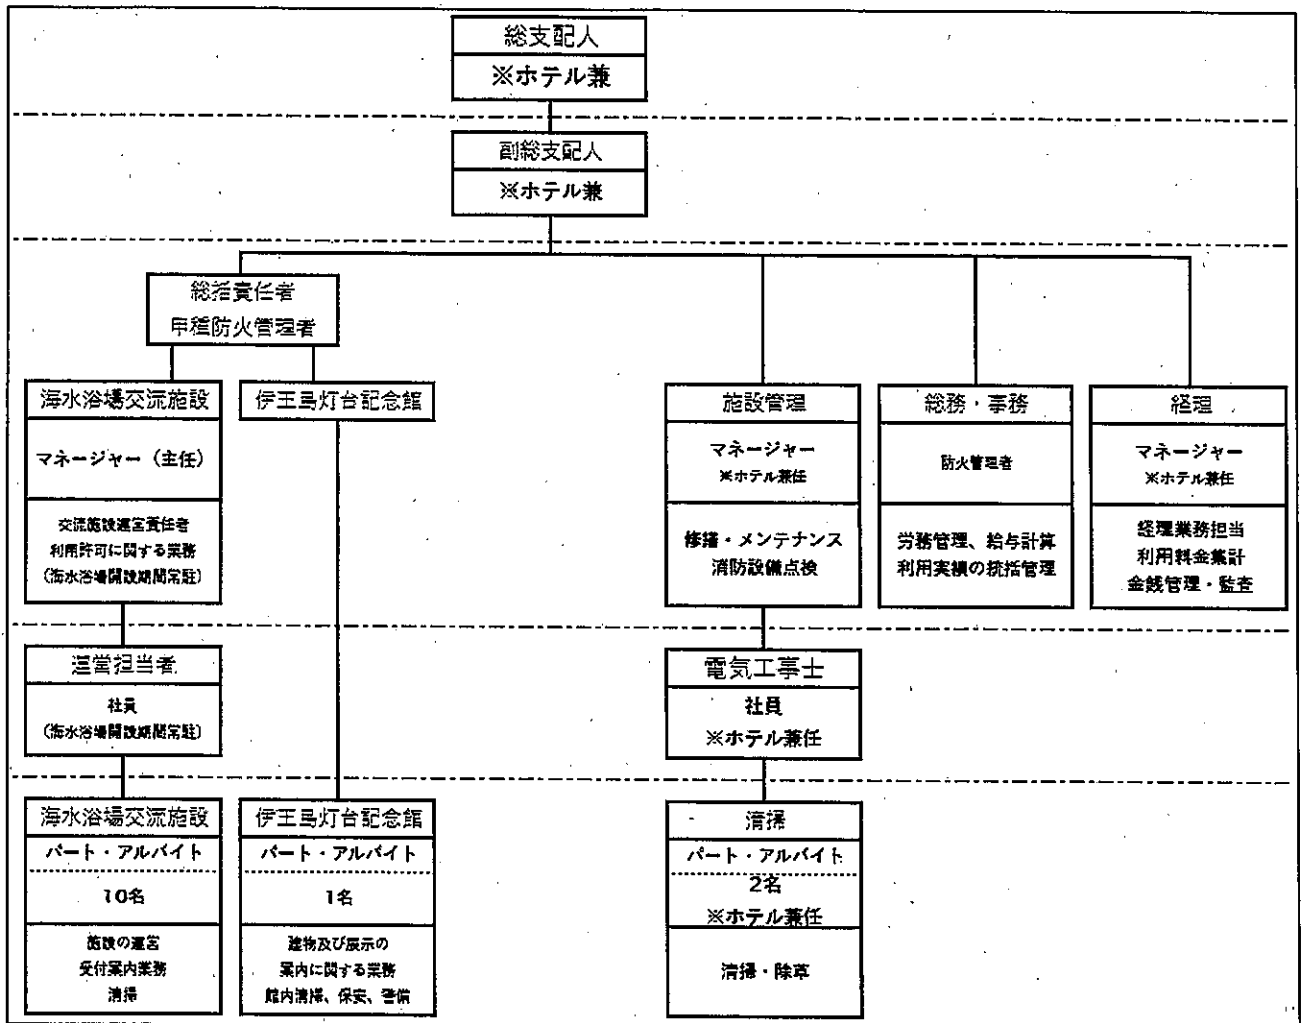 総支配人
※ホテル兼
副総支配人
※ホテル兼
総括責任者
甲種防火管理者
海水浴場交流施設
マネージャー（主任）
交流施設運営責任者
利用許可に関する業務
（海水浴場開設期間常駐）
伊王島灯台記念館
施設管理
マネージャー
※ホテル兼任
修繕・メンテナンス
消防設備点検
総務・事務
防火管理者
労務管理、給与計算
利用実績の統括管理
経理
マネージャー
※ホテル兼任
経理業務担当
利用料金集計
金銭管理・監査
運営担当者
社員
（海水浴場開設期間常駐）
電気工事士
社員
※ホテル兼任
海水浴場交流施設
パート・アルバイト
10名
施設の運営
受付案内業務
清掃
伊王島灯台記念館
パート・アルバイト
1名
建物及び展示の
案内に関する業務
館内清掃、保安、警備
清掃
パート・アルバイト
2名
※ホテル兼任
清掃・除草